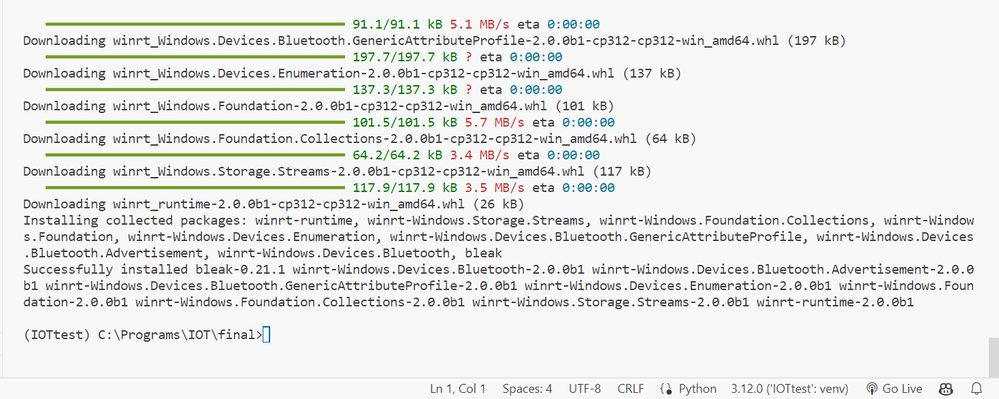 91.1/91.1 kB 5.1 MB/s eta 0:00:00
Downloading winrt_Windows.Devices.Bluetooth.GenericAttributeProfile-2.0.0b1-cp312-cp312-win_amd64.whl (197 kB)
197.7/197.7 kB ? eta 0:00:00
Downloading winrt_Windows.Devices.Enumeration-2.0.0b1-cp312-cp312-win_amd64.whl (137 kB)
137.3/137.3 kB ? eta 0:00:00
Downloading winrt_Windows.Foundation-2.0.0b1-cp312-cp312-win_amd64.whl (101 kB)
101.5/101.5 kB 5.7 MB/s eta 0:00:00
Downloading winrt_Windows.Foundation.Collections-2.0.0b1-cp312-cp312-win_amd64.whl (64 kB)
64.2/64.2 kB 3.4 MB/s eta 0:00:00
Downloading winrt_Windows.Storage.Streams-2.0.0b1-cp312-cp312-win_amd64.whl (117 kB)
117.9/117.9 kB 3.5 MB/s eta 0:00:00
Downloading winrt_runtime-2.0.0b1-cp312-cp312-win_amd64.whl (26 kB)
Installing collected packages: winrt-runtime, winrt-Windows.Storage.Streams, winrt-Windows.Foundation.Collections, winrt-Window
s.Foundation, winrt-Windows.Devices.Enumeration, winrt-Windows.Devices.Bluetooth.GenericAttributeProfile, winrt-Windows.Devices
.Bluetooth.Advertisement, winrt-Windows.Devices.Bluetooth, bleak
Successfully installed bleak-0.21.1 winrt-Windows.Devices.Bluetooth-2.0.0b1 winrt-Windows.Devices.Bluetooth.Advertisement-2.0.0
b1 winrt-Windows.Devices.Bluetooth.GenericAttributeProfile-2.0.0b1 winrt-Windows.Devices.Enumeration-2.0.0b1 winrt-Windows.Foun
dation-2.0.0b1 winrt-Windows.Foundation.Collections-2.0.0b1 winrt-Windows.Storage.Streams-2.0.0b1 winrt-runtime-2.0.0b1
(IOTtest) C:\Programs\IOT\final>
Ln 1, Col 1 Spaces: 4 UTF-8 CRLF Python 3.12.0 ('IOTtest': venv) Go Live